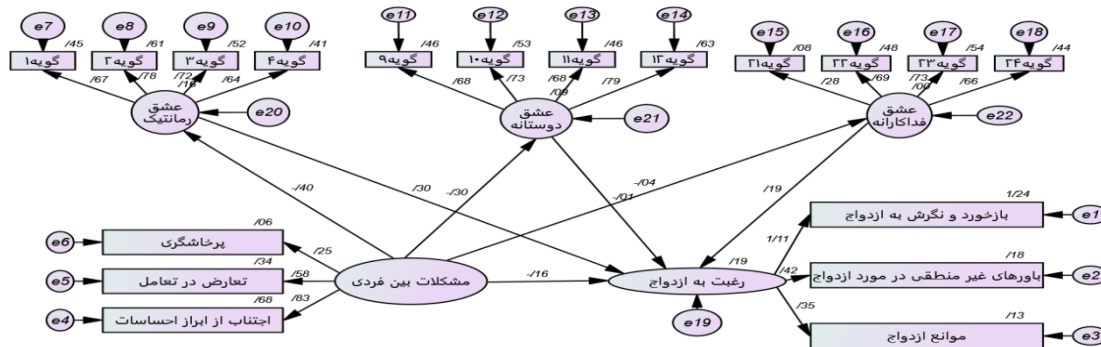 e7 e8 e9 e10 e11 e12 e13 e14 e15 e16 e17 e18
/45 /61 /52 /41 /46 /53 /46 /63 /08 /48 /54 /44
گویه۱ گویه۲ گویه۳ گویه۴ گویه۹ گویه۱۰ گویه۱۱ گویه۱۲ گویه۲۱ گویه۲۲ گویه۲۳ گویه۲۴
/67 /78 /72 /64 /68 /73 /68 /79 /28 /69 /73 /66
/16 /09 /00
عشق
رمانتیک
e20
عشق
دوستانه
e21
عشق
فداکارانه
e22
-/40 /30 -/30 -/01 -/04 /19
/06
e6 پرخاشگری
/25
/34
e5 تعارض در تعامل
/58
/68
e4 اجتناب از ابراز احساسات
/83
مشکلات بین فردی
-/16
/19
رغبت به ازدواج
e19
1/24
بازخورد و نگرش به ازدواج e1
1/11
/18
باورهای غیر منطقی در مورد ازدواج e2
/42
/13
موانع ازدواج e3
/35